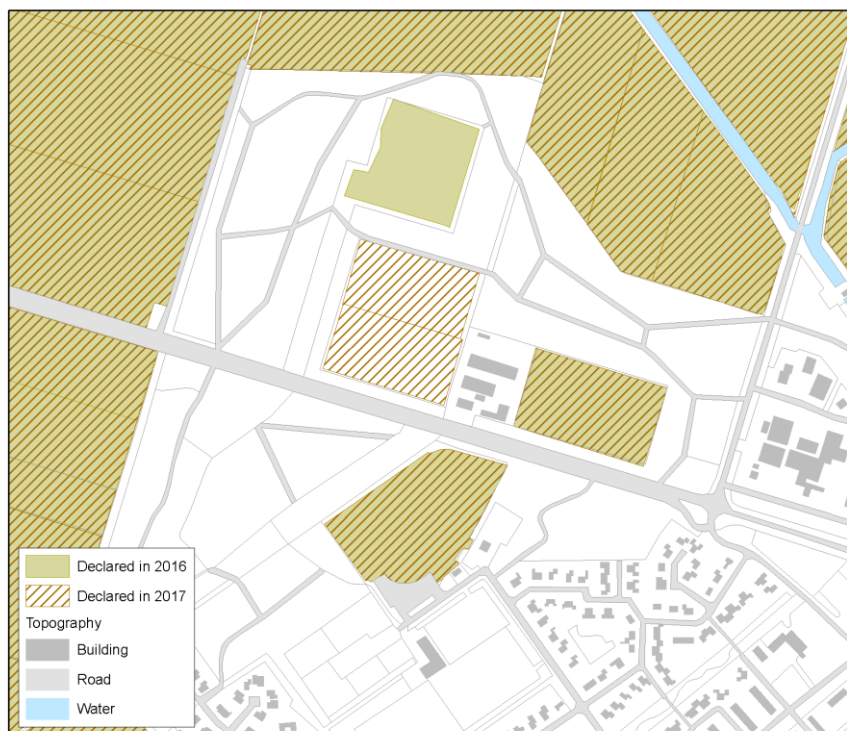 Declared in 2016
Declared in 2017
Topography
Building
Road
Water